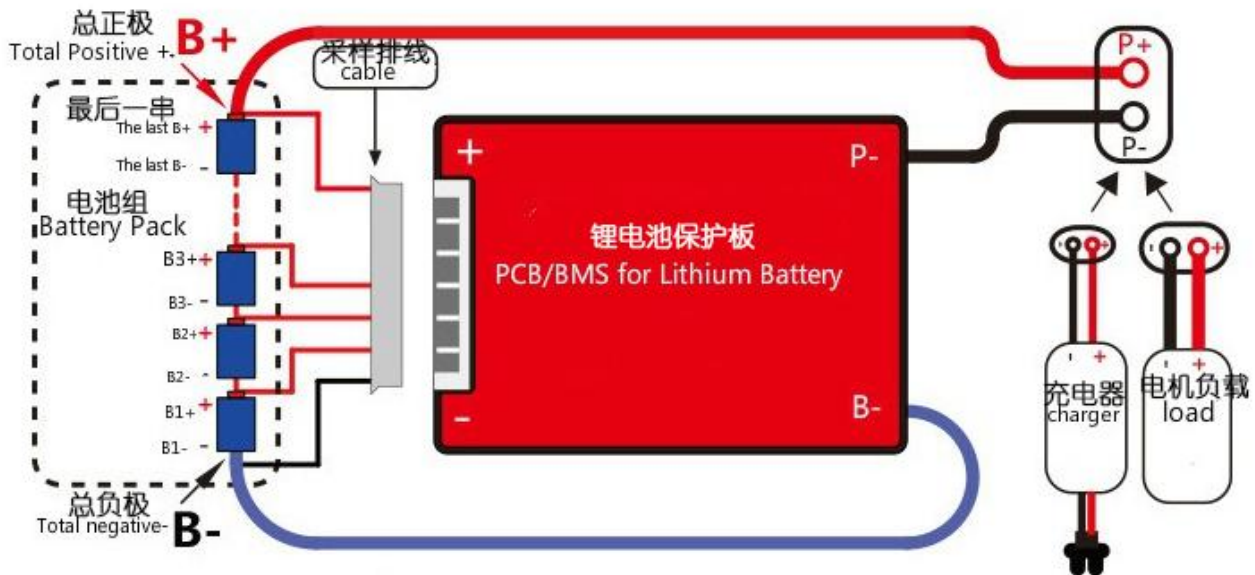 总正极
Total Positive +.
B+
最后一串
The last B+ +
The last B- -
电池组
Battery Pack
B3+ +
B3- -
B2+ +
B2- -
B1+ +
B1- -
总负极
Total negative-
B-
采样排线
cable
+
-
P-
锂电池保护板
PCB/BMS for Lithium Battery
B-
P+
P-
- +
- +
充电器
charger
- +
- +
电机负载
load